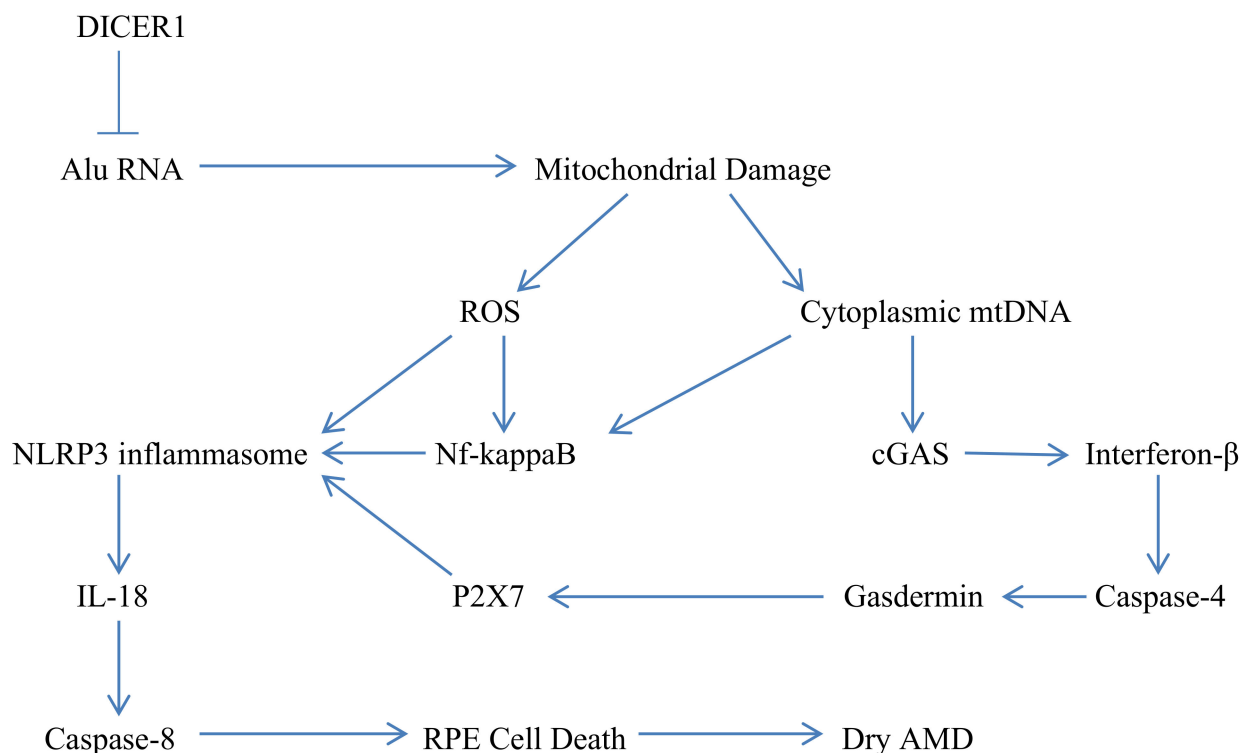 DICER1
Alu RNA
Mitochondrial Damage
ROS
Cytoplasmic mtDNA
NLRP3 inflammasome
Nf-kappaB
cGAS
Interferon-β
IL-18
P2X7
Gasdermin
Caspase-4
Caspase-8
RPE Cell Death
Dry AMD